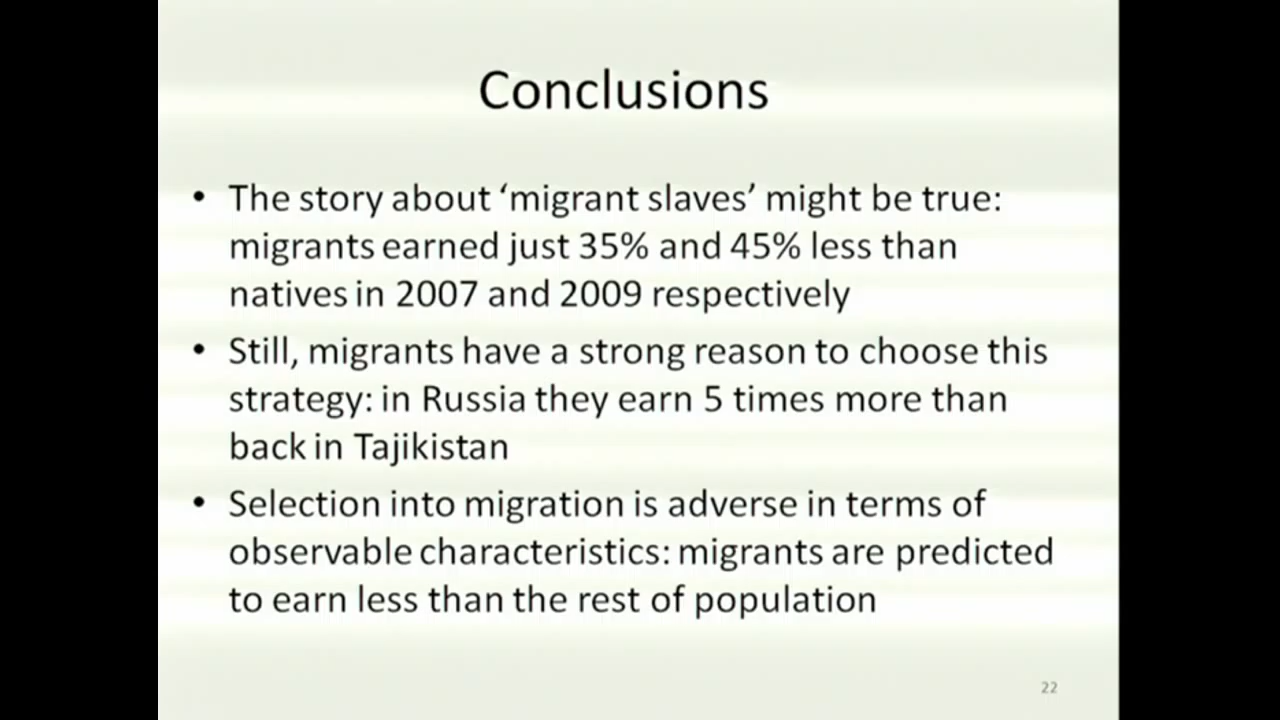 Conclusions
• The story about ‘migrant slaves’ might be true:
migrants earned just 35% and 45% less than
natives in 2007 and 2009 respectively
• Still, migrants have a strong reason to choose this
strategy: in Russia they earn 5 times more than
back in Tajikistan
• Selection into migration is adverse in terms of
observable characteristics: migrants are predicted
to earn less than the rest of population
22